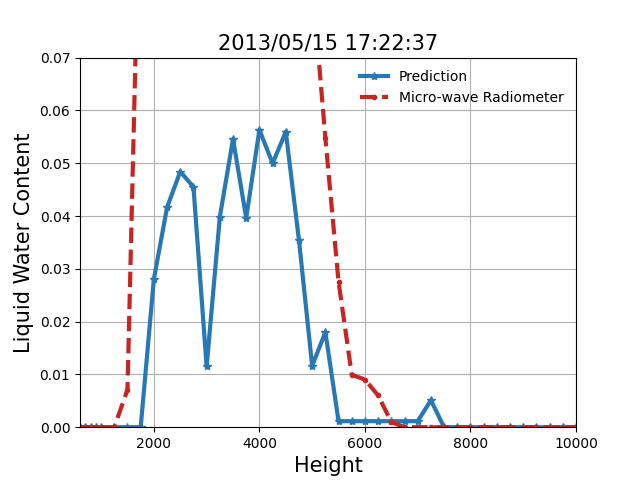 2013/05/15 17:22:37
Prediction
Micro-wave Radiometer
0.07
0.06
0.05
0.04
0.03
0.02
0.01
0.00
Liquid Water Content
2000 4000 6000 8000 10000
Height